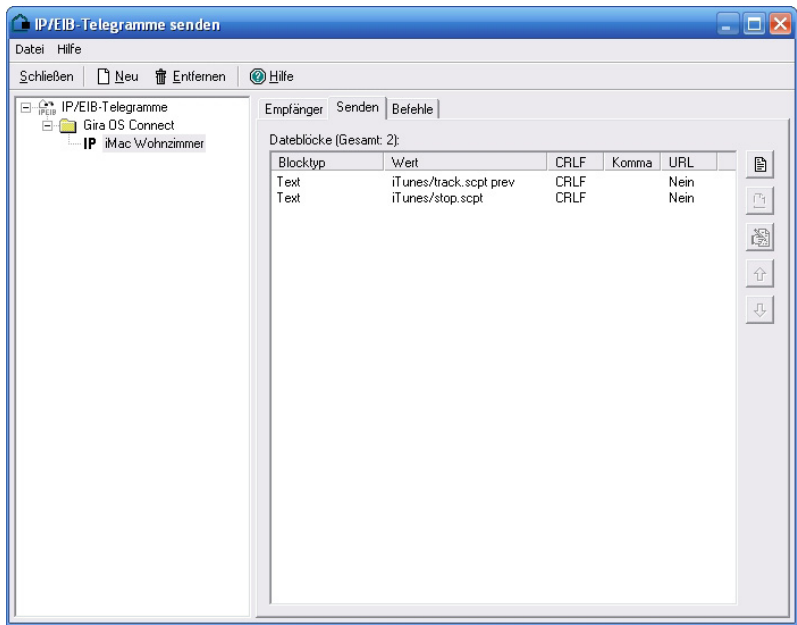 IP/EIB-Telegramme senden
Datei Hilfe
Schließen Neu Entfernen Hilfe
IP/EIB-Telegramme
Gira OS Connect
IP iMac Wohnzimmer
Empfänger Senden Befehle
Dateblöcke (Gesamt: 2):
Blocktyp Wert CRLF Komma URL
Text iTunes/track.scpt prev CRLF Nein
Text iTunes/stop.scpt CRLF Nein